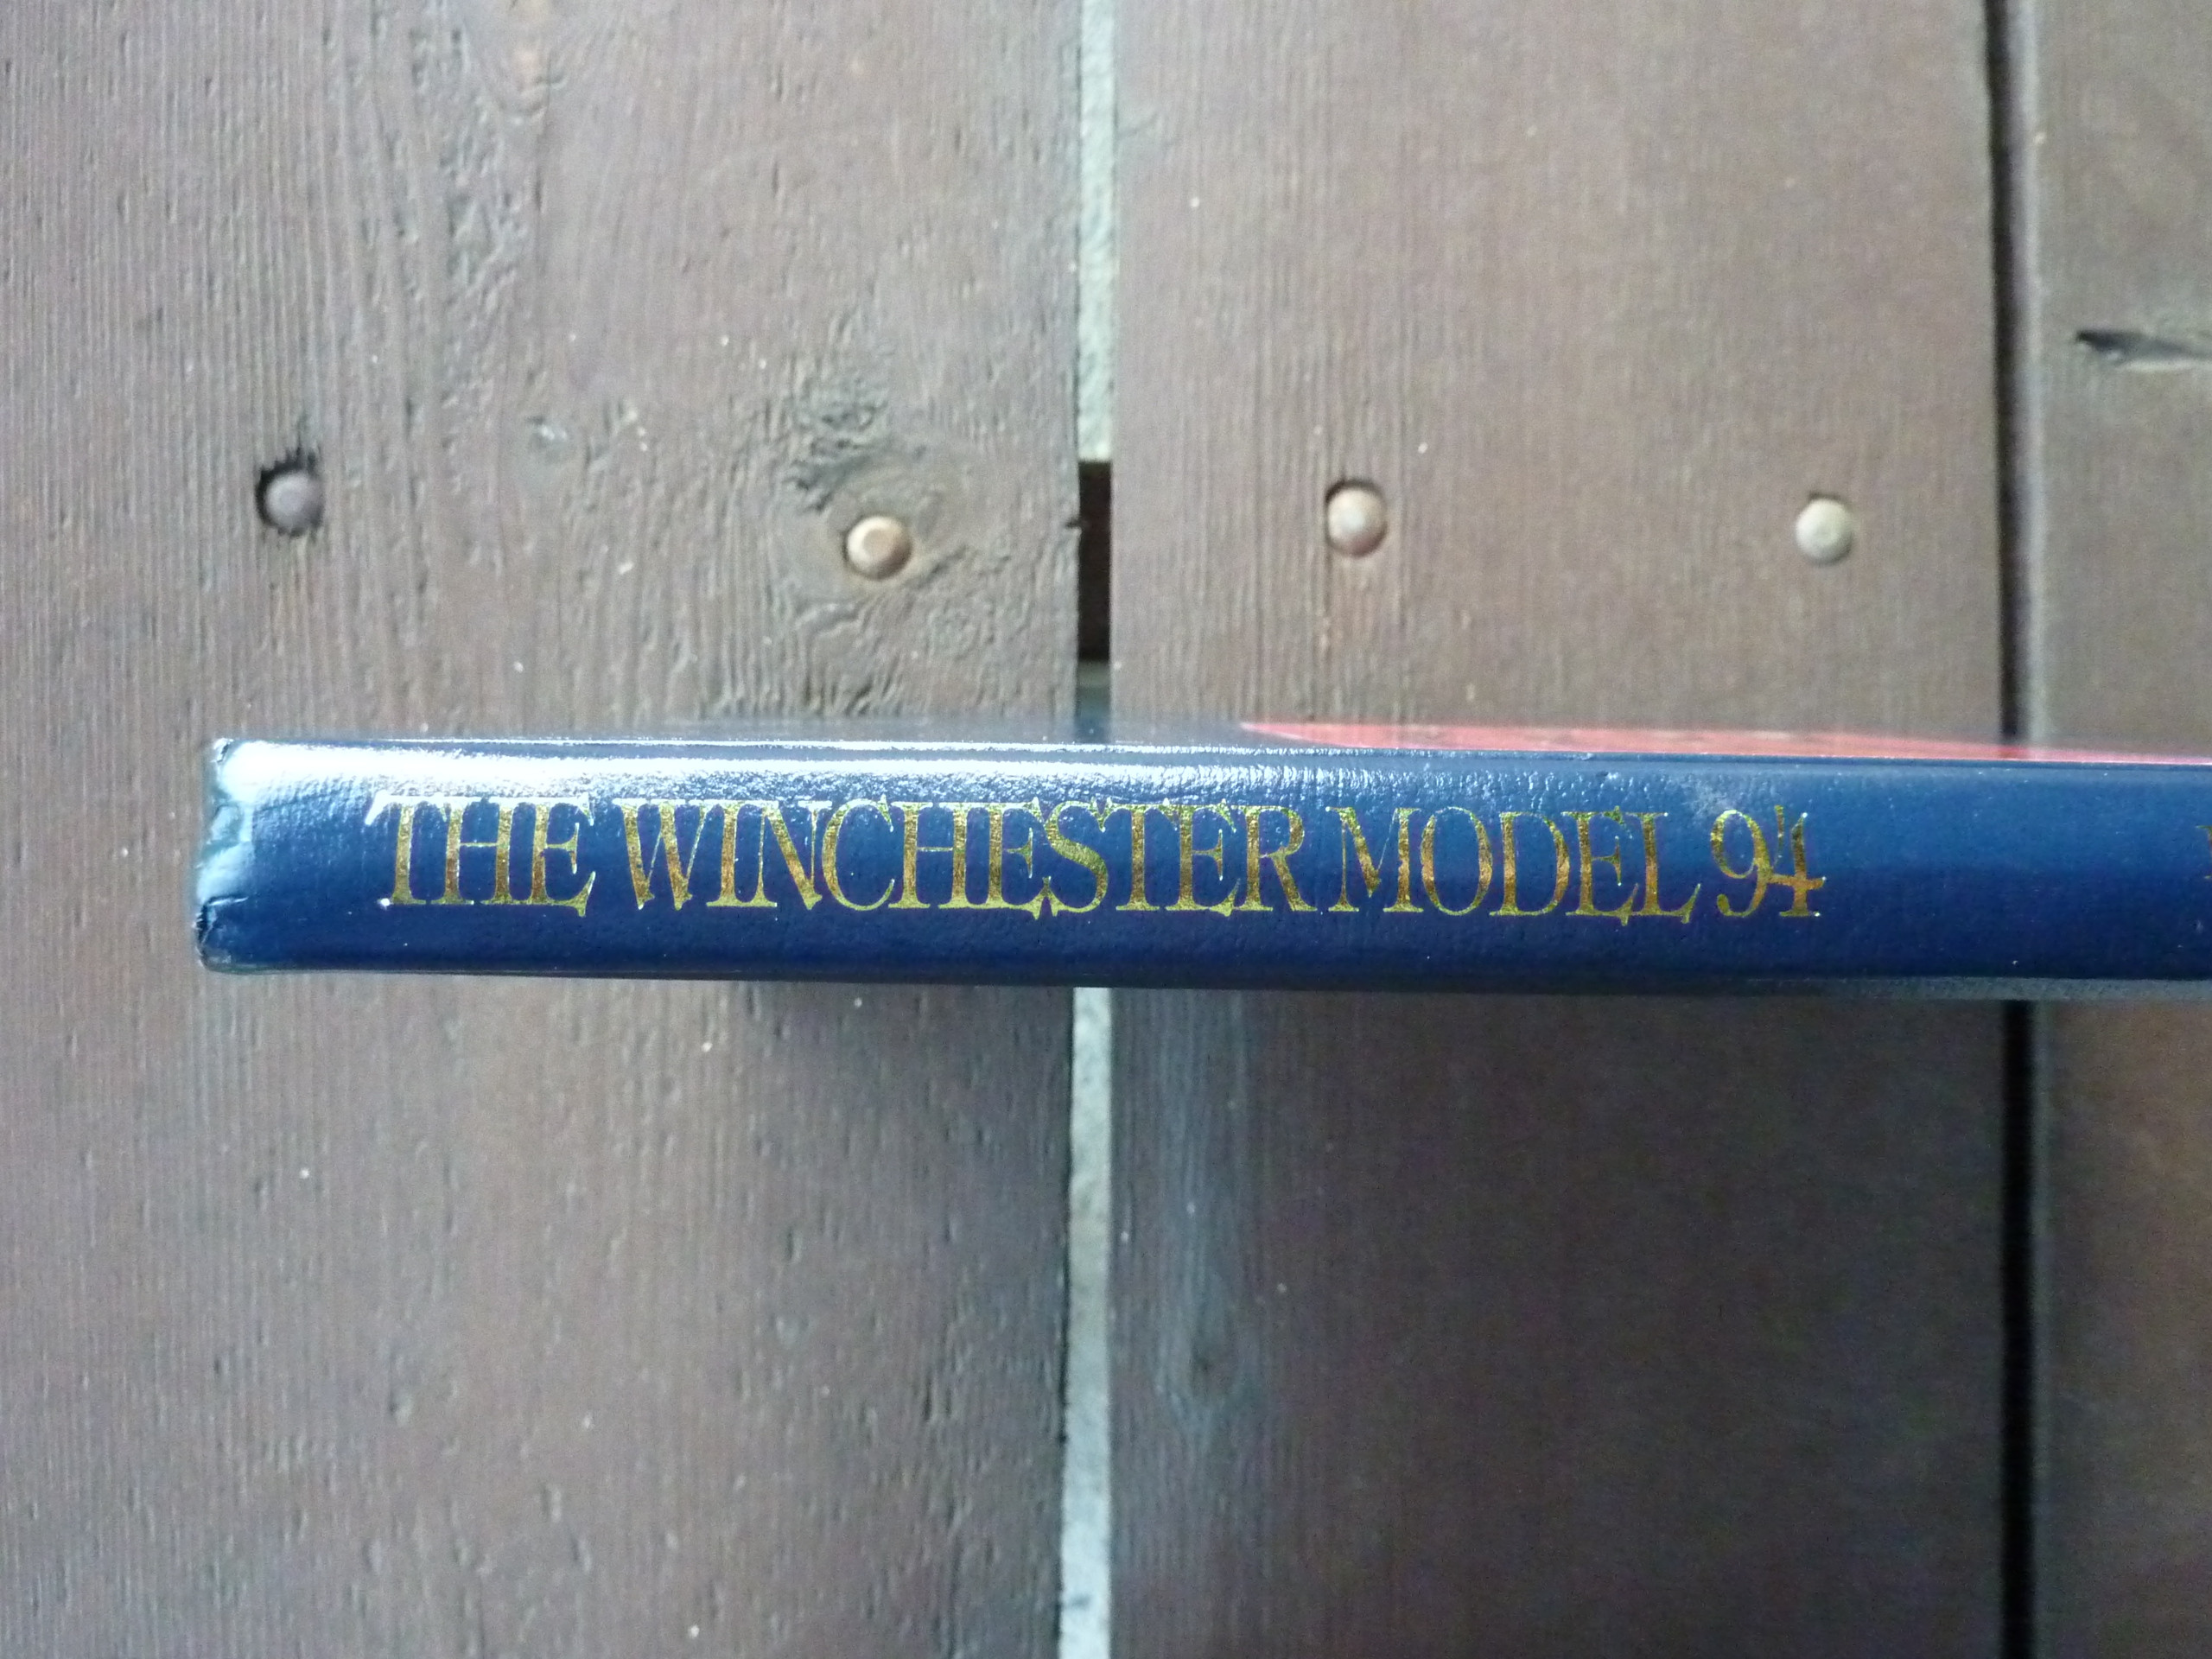 THE WINCHESTER MODEL 94